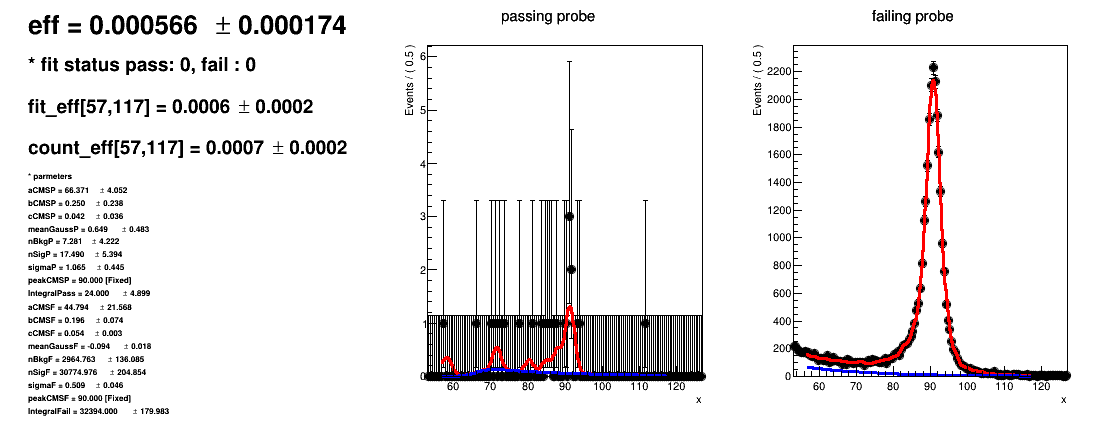 eff = 0.000566 ± 0.000174
* fit status pass: 0, fail : 0
fit_eff[57,117] = 0.0006 ± 0.0002
count_eff[57,117] = 0.0007 ± 0.0002
* parmeters
aCMSP = 66.371 ± 4.052
bCMSP = 0.250 ± 0.238
cCMSP = 0.042 ± 0.036
meanGaussP = 0.649 ± 0.483
nBkgP = 7.281 ± 4.222
nSigP = 17.490 ± 5.394
sigmaP = 1.065 ± 0.445
peakCMSP = 90.000 [Fixed]
IntegralPass = 24.000 ± 4.899
aCMSF = 44.794 ± 21.568
bCMSF = 0.196 ± 0.074
cCMSF = 0.054 ± 0.003
meanGaussF = -0.094 ± 0.018
nBkgF = 2964.763 ± 136.085
nSigF = 30774.976 ± 204.854
sigmaF = 0.509 ± 0.046
peakCMSF = 90.000 [Fixed]
IntegralFail = 32394.000 ± 179.983
passing probe
Events / ( 0.5 )
6
5
4
3
2
1
0
60 70 80 90 100 110 120
x
failing probe
Events / ( 0.5 )
2200
2000
1800
1600
1400
1200
1000
800
600
400
200
0
60 70 80 90 100 110 120
x